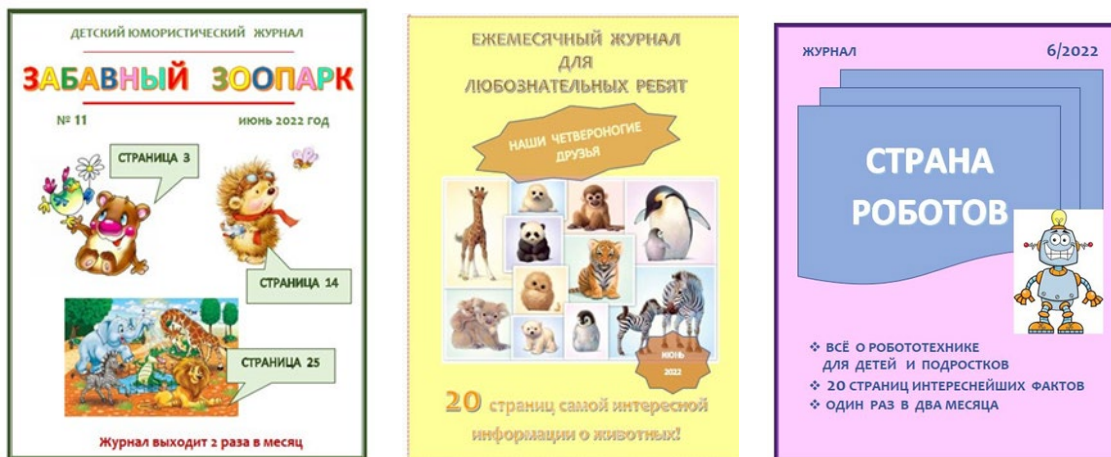 ДЕТСКИЙ ЮМОРИСТИЧЕСКИЙ ЖУРНАЛ
ЗАБАВНЫЙ ЗООПАРК
№ 11
ИЮНЬ 2022 ГОД
СТРАНИЦА 3
СТРАНИЦА 14
СТРАНИЦА 25
Журнал выходит 2 раза в месяц
ЕЖЕМЕСЯЧНЫЙ ЖУРНАЛ
ДЛЯ
ЛЮБОЗНАТЕЛЬНЫХ РЕБЯТ
НАШИ ЧЕТВЕРОНОГИЕ
ДРУЗЬЯ
ИЮНЬ
2022
20 страниц самой интересной
информации о животных!
ЖУРНАЛ
6/2022
СТРАНА
РОБОТОВ
❖ ВСЁ О РОБОТОТЕХНИКЕ
ДЛЯ ДЕТЕЙ И ПОДРОСТКОВ
❖ 20 СТРАНИЦ ИНТЕРЕСНЕЙШИХ ФАКТОВ
❖ ОДИН РАЗ В ДВА МЕСЯЦА